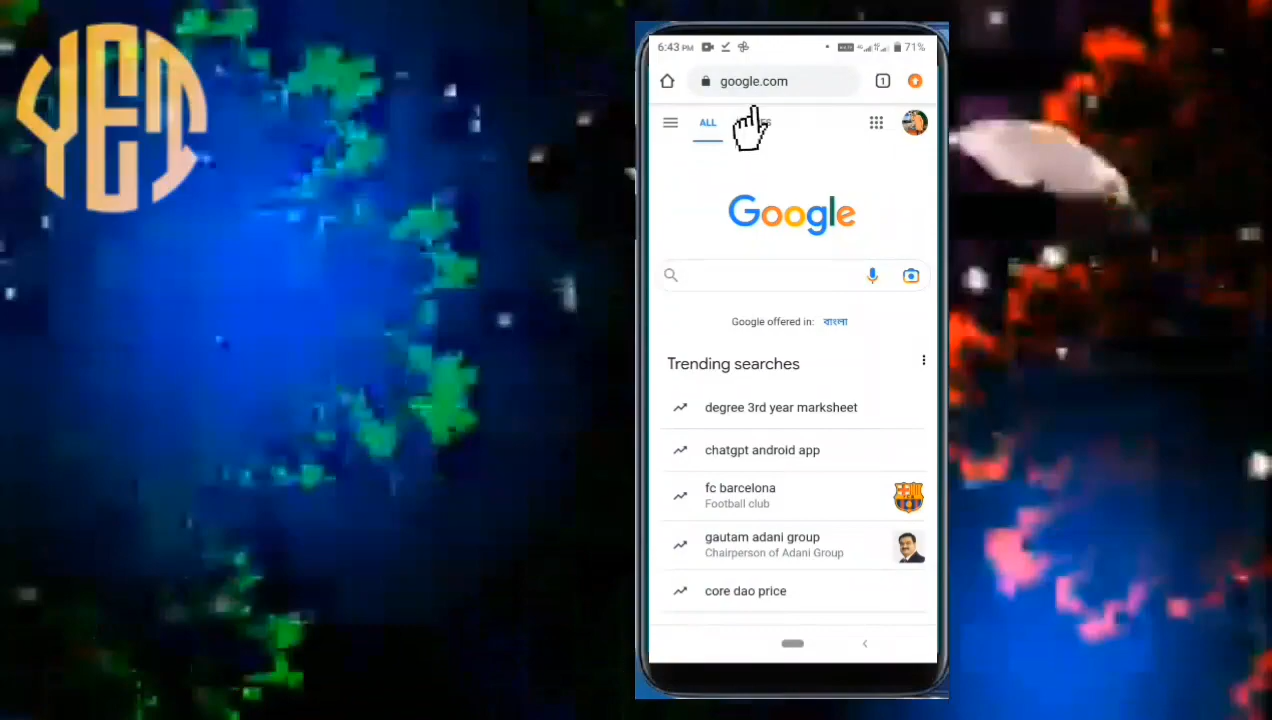 YET
6:43 PM
71%
google.com
1
ALL
Google
Google offered in: বাংলা
Trending searches
degree 3rd year marksheet
chatgpt android app
fc barcelona
Football club
gautam adani group
Chairperson of Adani Group
core dao price